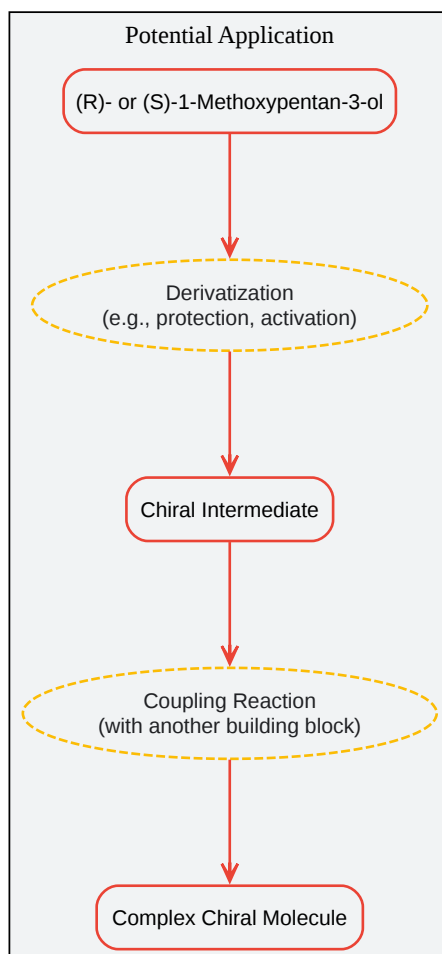 Potential Application
(R)- or (S)-1-Methoxypentan-3-ol
Derivatization
(e.g., protection, activation)
Chiral Intermediate
Coupling Reaction
(with another building block)
Complex Chiral Molecule